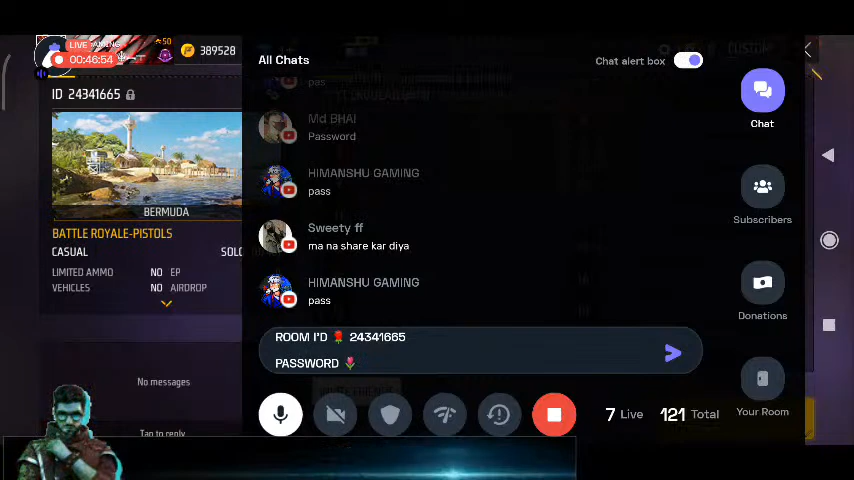 LIVE
00:46:54
50
389528
ID 24341665
BERMUDA
BATTLE ROYALE-PISTOLS
CASUAL SOLO
LIMITED AMMO NO EP
VEHICLES NO AIRDROP
No messages
Tap to reply
All Chats
Chat alert box
CUSTOM
pas
Md BHAI
Password
HIMANSHU GAMING
pass
Sweety ff
ma na share kar diya
HIMANSHU GAMING
pass
ROOM I'D 🌹 24341665
PASSWORD 🌷
7 Live 121 Total
Chat
Subscribers
Donations
Your Room